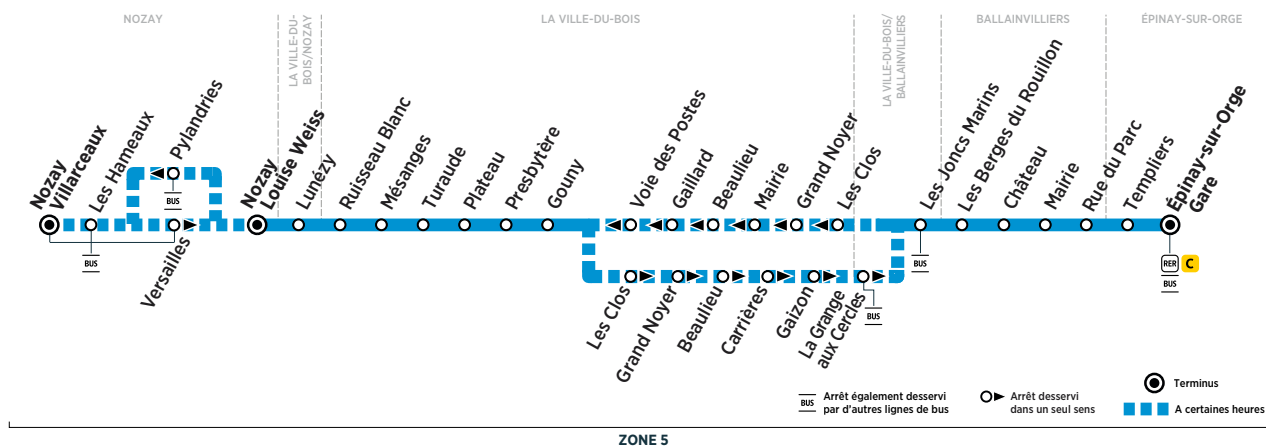 NOZAY
LA VILLE-DU-
BOIS/NOZAY
LA VILLE-DU-BOIS
LA VILLE-DU-BOIS/
BALLAINVILLIERS
BALLAINVILLIERS
ÉPINAY-SUR-ORGE
Nozay
Villarceaux
Les Hameaux
Pylandries
Versailles
Nozay
Louise Weiss
Lunézy
Ruisseau Blanc
Mésanges
Turaude
Plateau
Presbytère
Gouny
Voie des Postes
Gaillard
Beaulieu
Mairie
Grand Noyer
Les Clos
Les Joncs Marins
Les Berges du Rouillon
Château
Mairie
Rue du Parc
Templiers
Épinay-sur-Orge
Gare
BUS
BUS
BUS
RER C
BUS
Les Clos
Grand Noyer
Beaulieu
Carrières
Gaizon
La Grange
aux Cercles
BUS
BUS
Arrêt également desservi
par d'autres lignes de bus
Arrêt desservi
dans un seul sens
Terminus
A certaines heures
ZONE 5